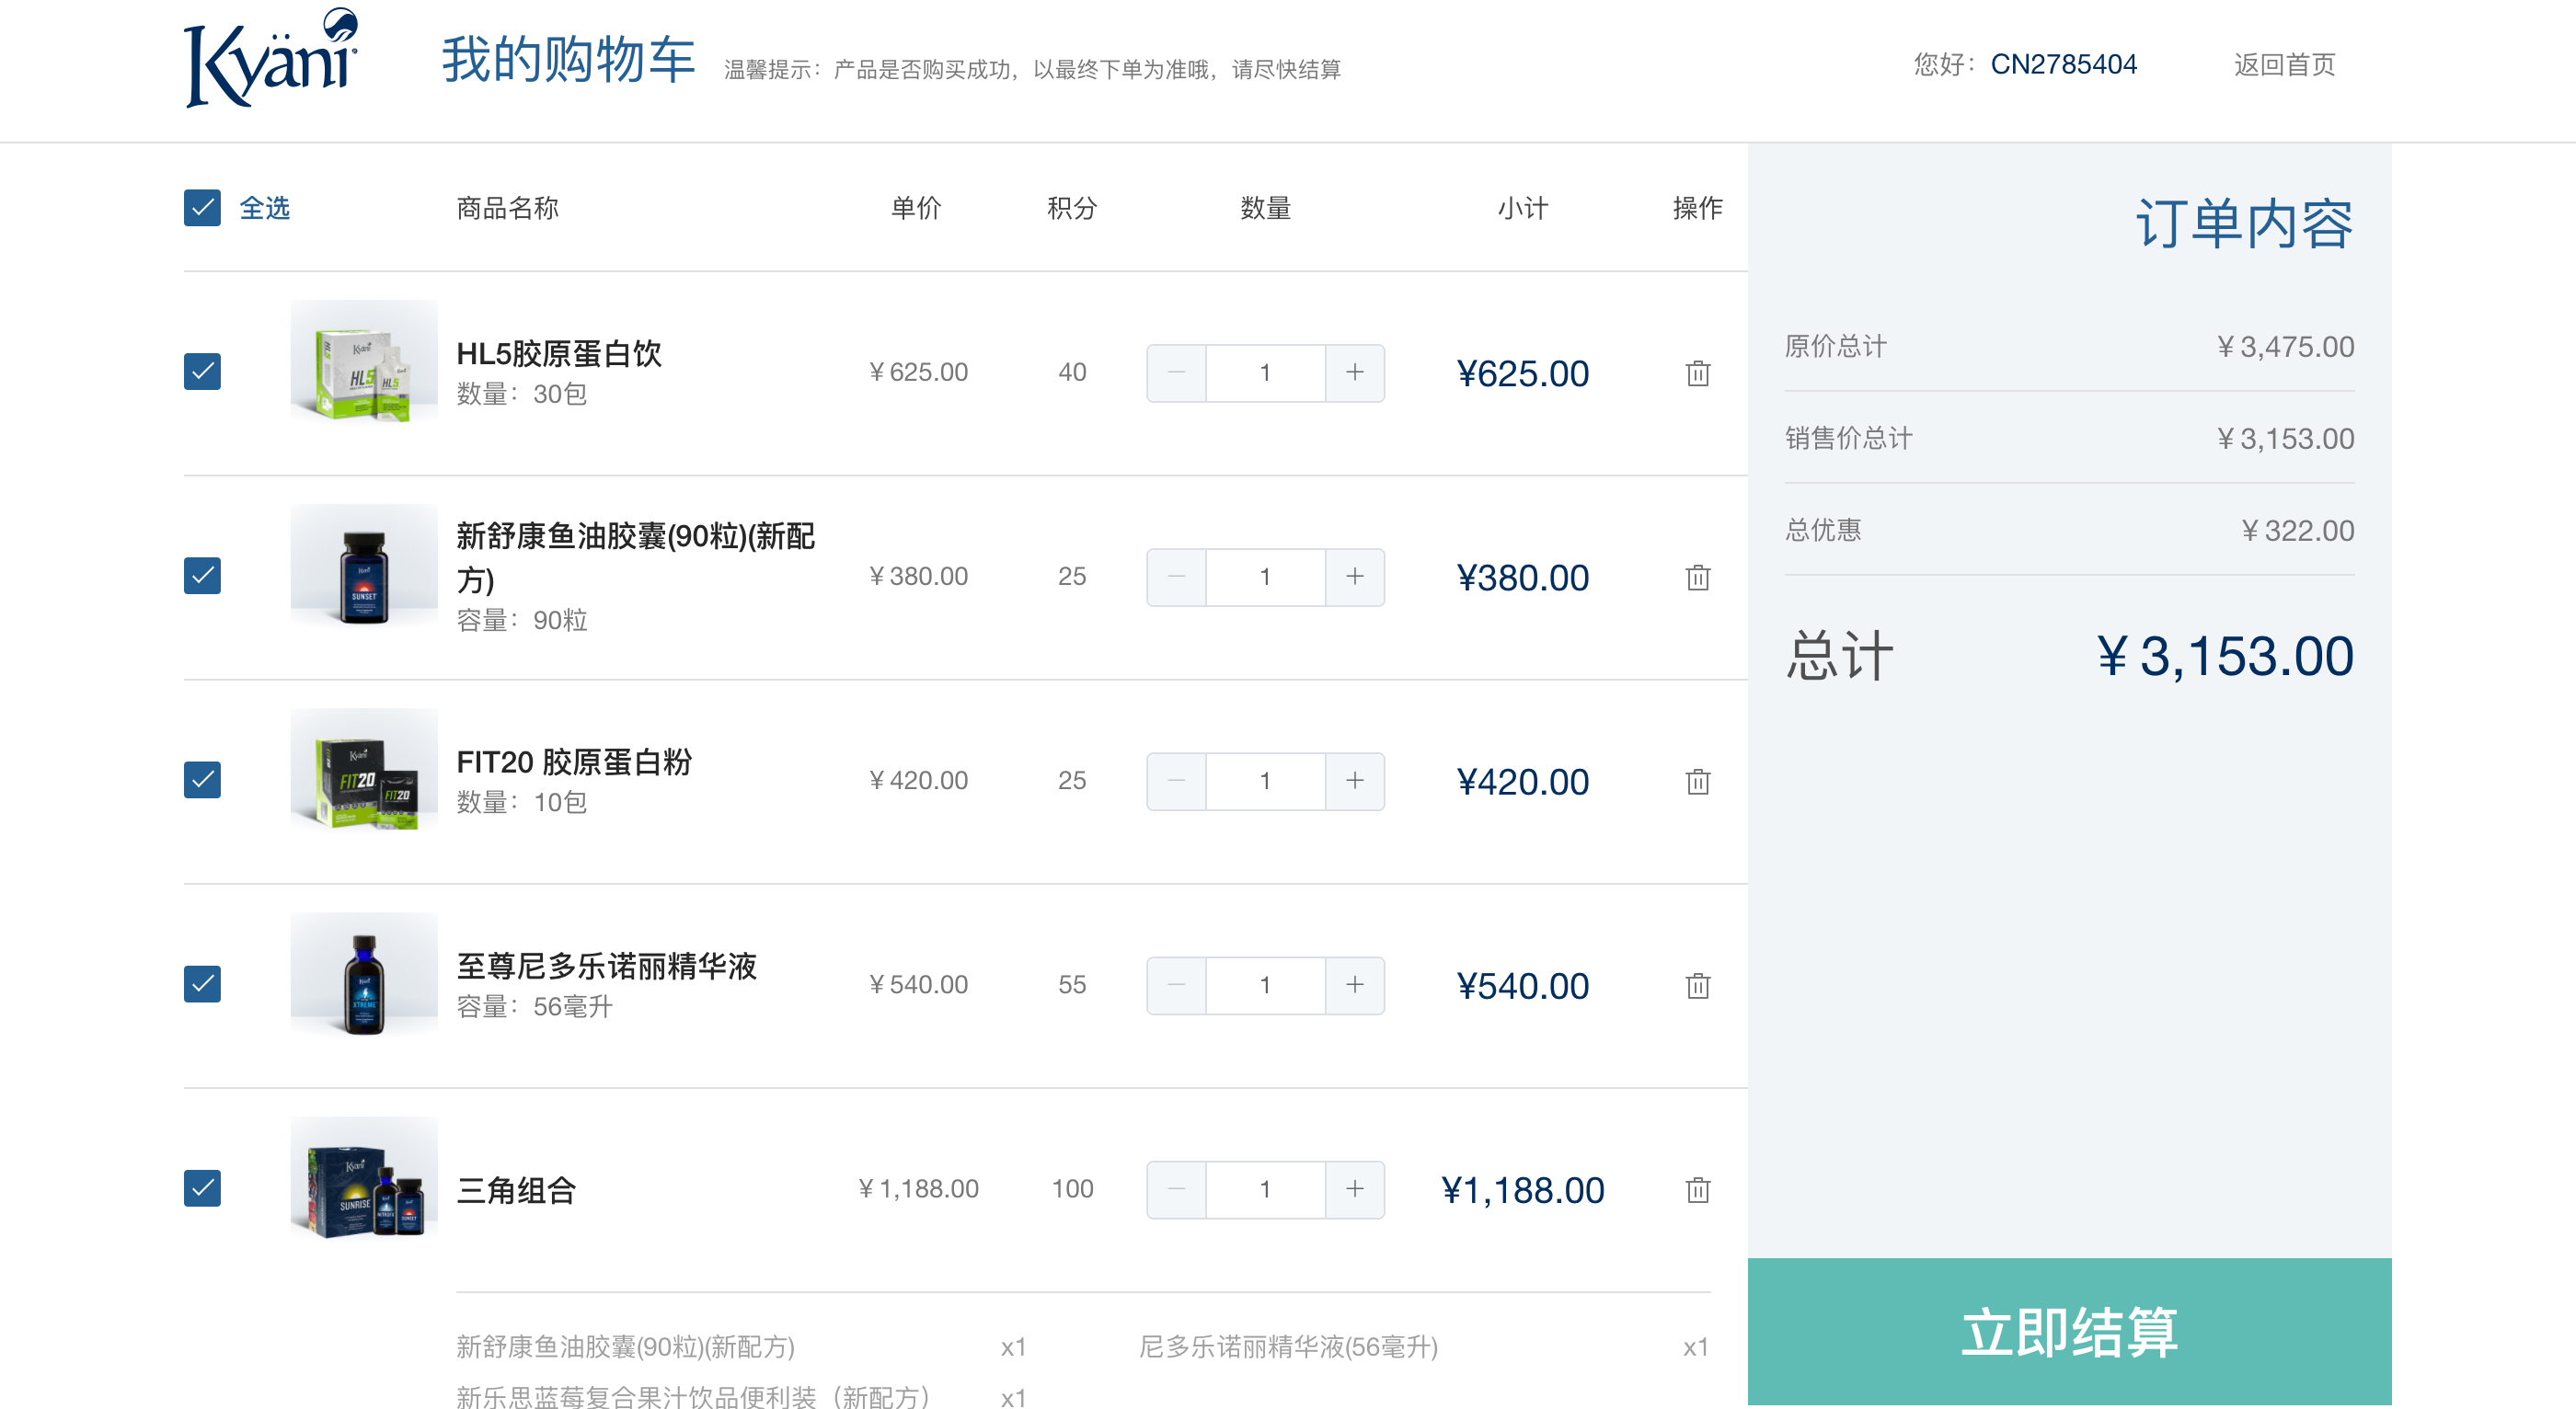 Kyäni
我的购物车
温馨提示：产品是否购买成功，以最终下单为准哦，请尽快结算
您好：CN2785404
返回首页
全选 商品名称 单价 积分 数量 小计 操作
HL5胶原蛋白饮
数量：30包
¥ 625.00 40 1 ¥625.00
新舒康鱼油胶囊(90粒)(新配
方)
容量：90粒
¥ 380.00 25 1 ¥380.00
FIT20 胶原蛋白粉
数量：10包
¥ 420.00 25 1 ¥420.00
至尊尼多乐诺丽精华液
容量：56毫升
¥ 540.00 55 1 ¥540.00
三角组合
¥ 1,188.00 100 1 ¥1,188.00
新舒康鱼油胶囊(90粒)(新配方) x1
尼多乐诺丽精华液(56毫升) x1
新乐思蓝莓复合果汁饮品便利装（新配方） x1
订单内容
原价总计 ¥ 3,475.00
销售价总计 ¥ 3,153.00
总优惠 ¥ 322.00
总计 ¥ 3,153.00
立即结算
Kyäni
HL5
HL5
SUNSET
Kyäni
FIT20
FIT20
XTREME
Kyäni
SUNRISE
SUNSET